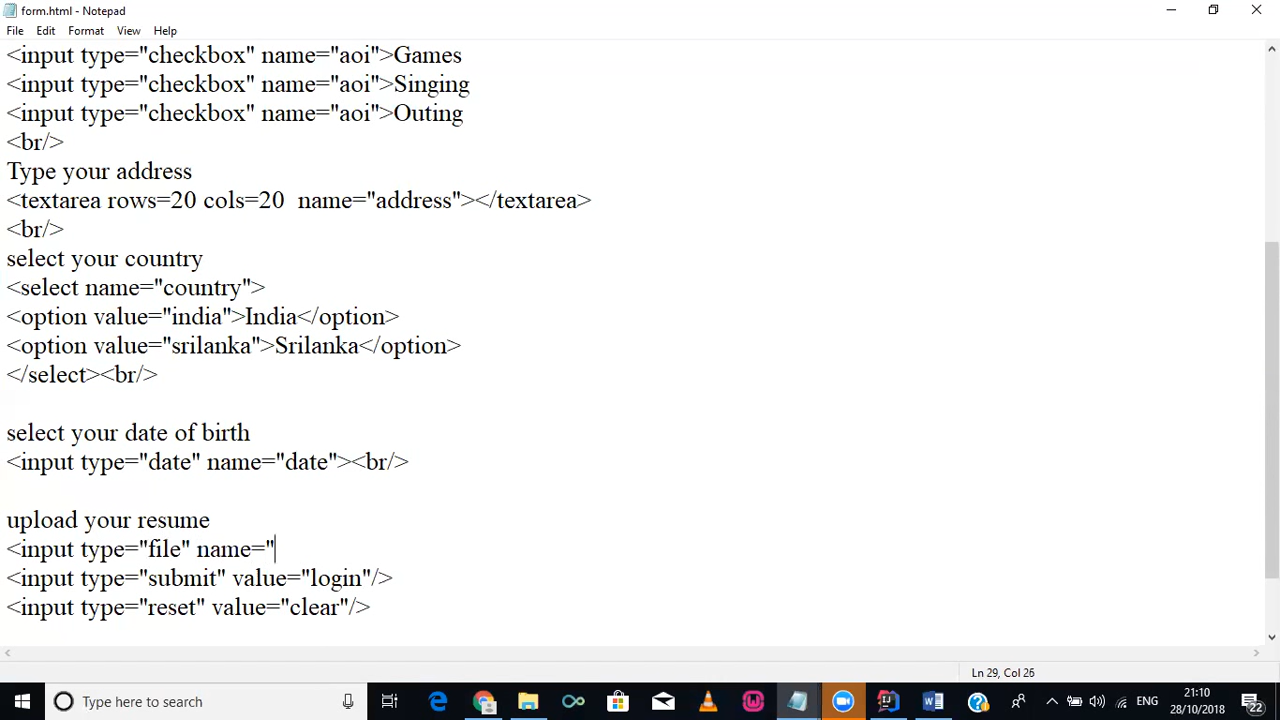 form.html - Notepad
File Edit Format View Help
<input type="checkbox" name="aoi">Games
<input type="checkbox" name="aoi">Singing
<input type="checkbox" name="aoi">Outing
<br/>
Type your address
<textarea rows=20 cols=20  name="address"></textarea>
<br/>
select your country
<select name="country">
<option value="india">India</option>
<option value="srilanka">Srilanka</option>
</select><br/>
select your date of birth
<input type="date" name="date"><br/>
upload your resume
<input type="file" name="
<input type="submit" value="login"/>
<input type="reset" value="clear"/>
Ln 29, Col 26
Type here to search
ENG
21:10
28/10/2018
22